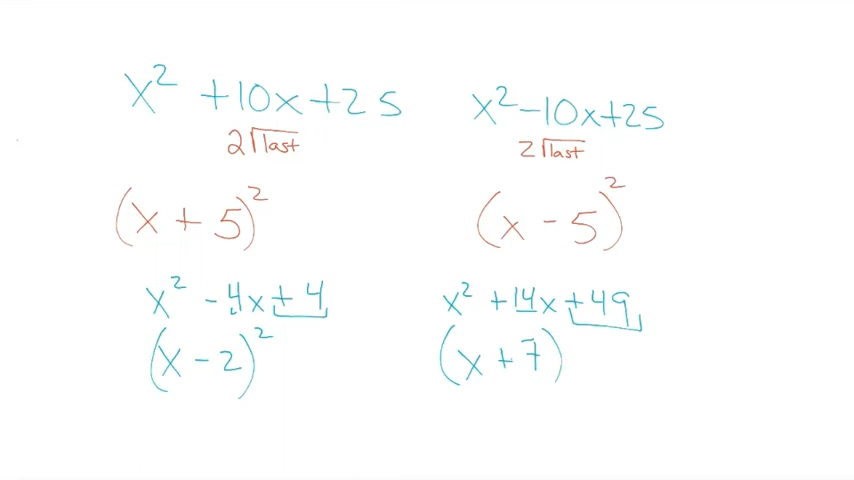 x² +10x+25
2√last
(x + 5)²
x² - 4x + 4
(x - 2)²
x²-10x+25
2√last
(x - 5)²
x² +14x +49
(x + 7)